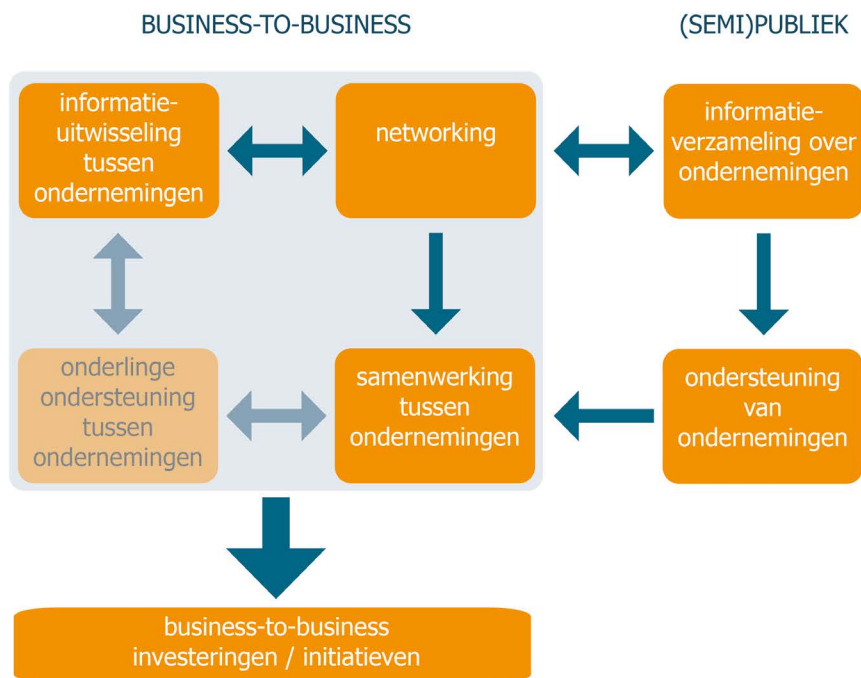 BUSINESS-TO-BUSINESS
(SEMI)PUBLIEK
informatie-
uitwisseling
tussen
ondernemingen
networking
informatie-
verzameling over
ondernemingen
onderlinge
ondersteuning
tussen
ondernemingen
samenwerking
tussen
ondernemingen
ondersteuning
van
ondernemingen
business-to-business
investeringen / initiatieven